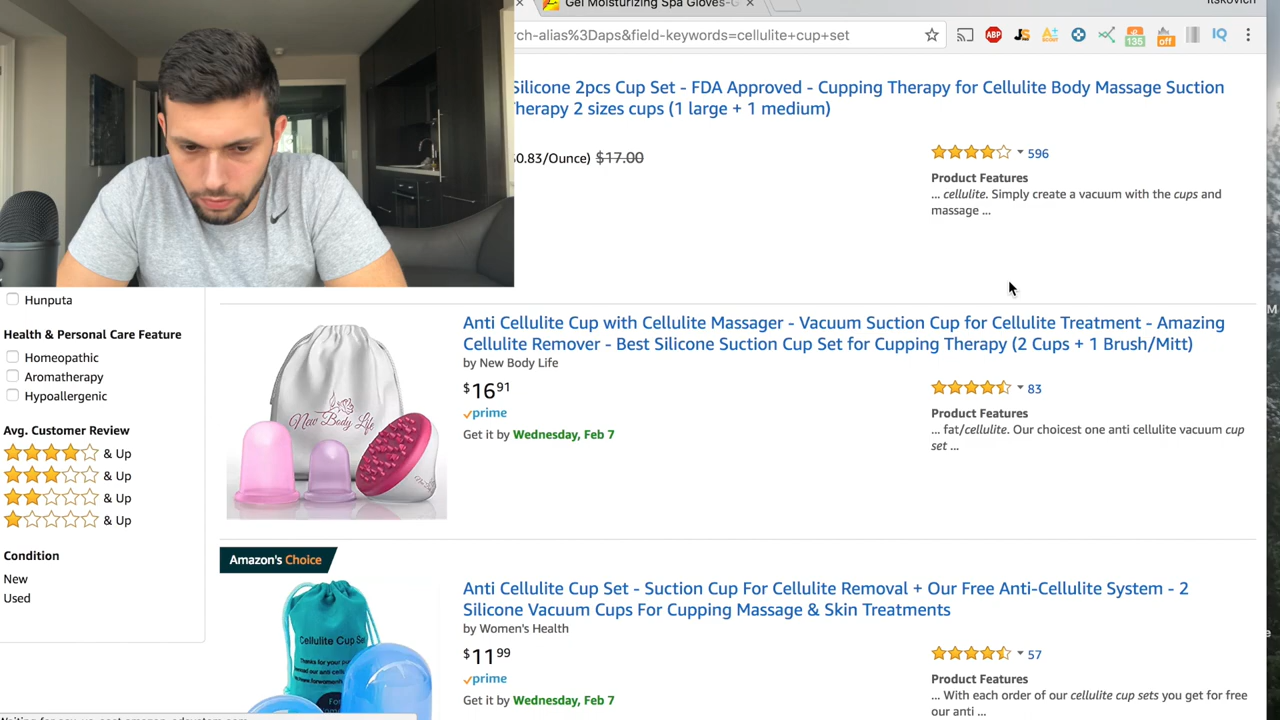 Gel Moisturizing Spa Gloves-G
Itskovich
rch-alias%3Daps&field-keywords=cellulite+cup+set
ABP
JS
135
off
IQ
Silicone 2pcs Cup Set - FDA Approved - Cupping Therapy for Cellulite Body Massage Suction
Therapy 2 sizes cups (1 large + 1 medium)
0.83/Ounce) $17.00
596
Product Features
... cellulite. Simply create a vacuum with the cups and
massage ...
Hunputa
Health & Personal Care Feature
Homeopathic
Aromatherapy
Hypoallergenic
Avg. Customer Review
& Up
& Up
& Up
& Up
Condition
New
Used
New Body Life
Anti Cellulite Cup with Cellulite Massager - Vacuum Suction Cup for Cellulite Treatment - Amazing
Cellulite Remover - Best Silicone Suction Cup Set for Cupping Therapy (2 Cups + 1 Brush/Mitt)
by New Body Life
$16 91
prime
Get it by Wednesday, Feb 7
83
Product Features
... fat/cellulite. Our choicest one anti cellulite vacuum cup
set ...
Amazon's Choice
Cellulite Cup Set
Anti Cellulite Cup Set - Suction Cup For Cellulite Removal + Our Free Anti-Cellulite System - 2
Silicone Vacuum Cups For Cupping Massage & Skin Treatments
by Women's Health
$11 99
prime
Get it by Wednesday, Feb 7
57
Product Features
... With each order of our cellulite cup sets you get for free
our anti ...